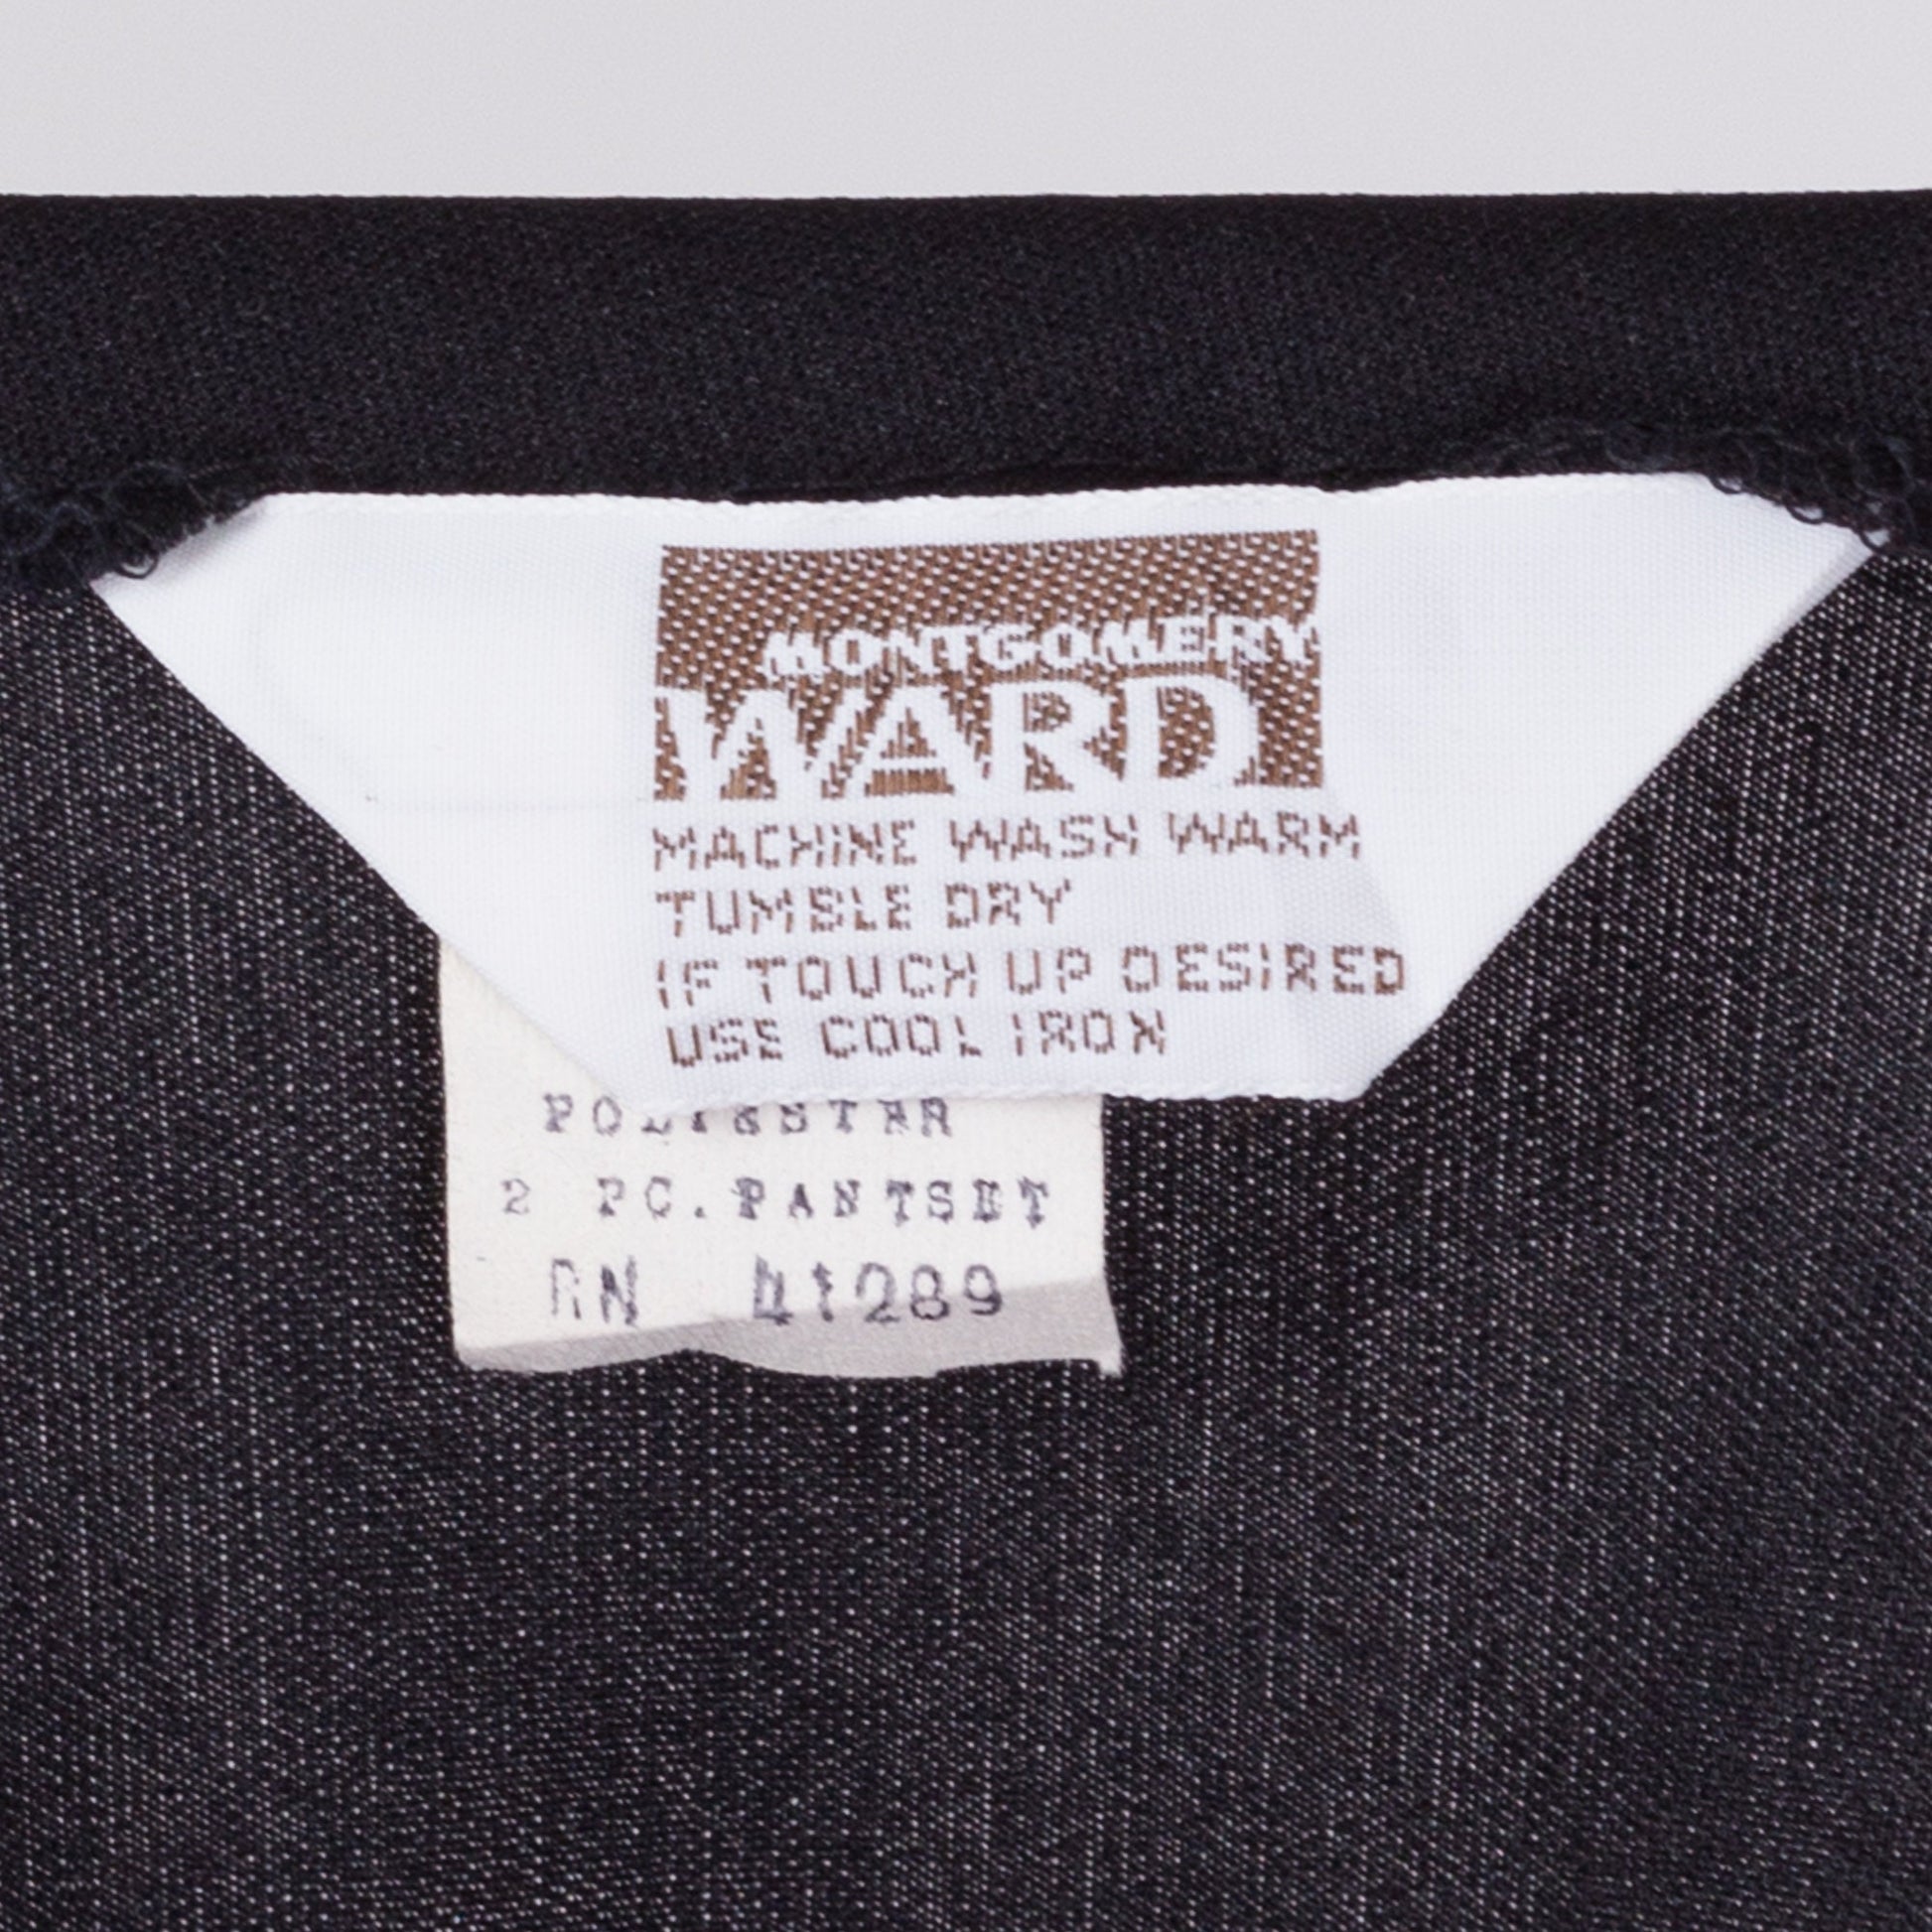 MONTGOMERY
WARD
MACHINE WASH WARM
TUMBLE DRY
IF TOUCH UP DESIRED
USE COOL IRON
POLYESTER
2 PC. PANTSET
RN 41289